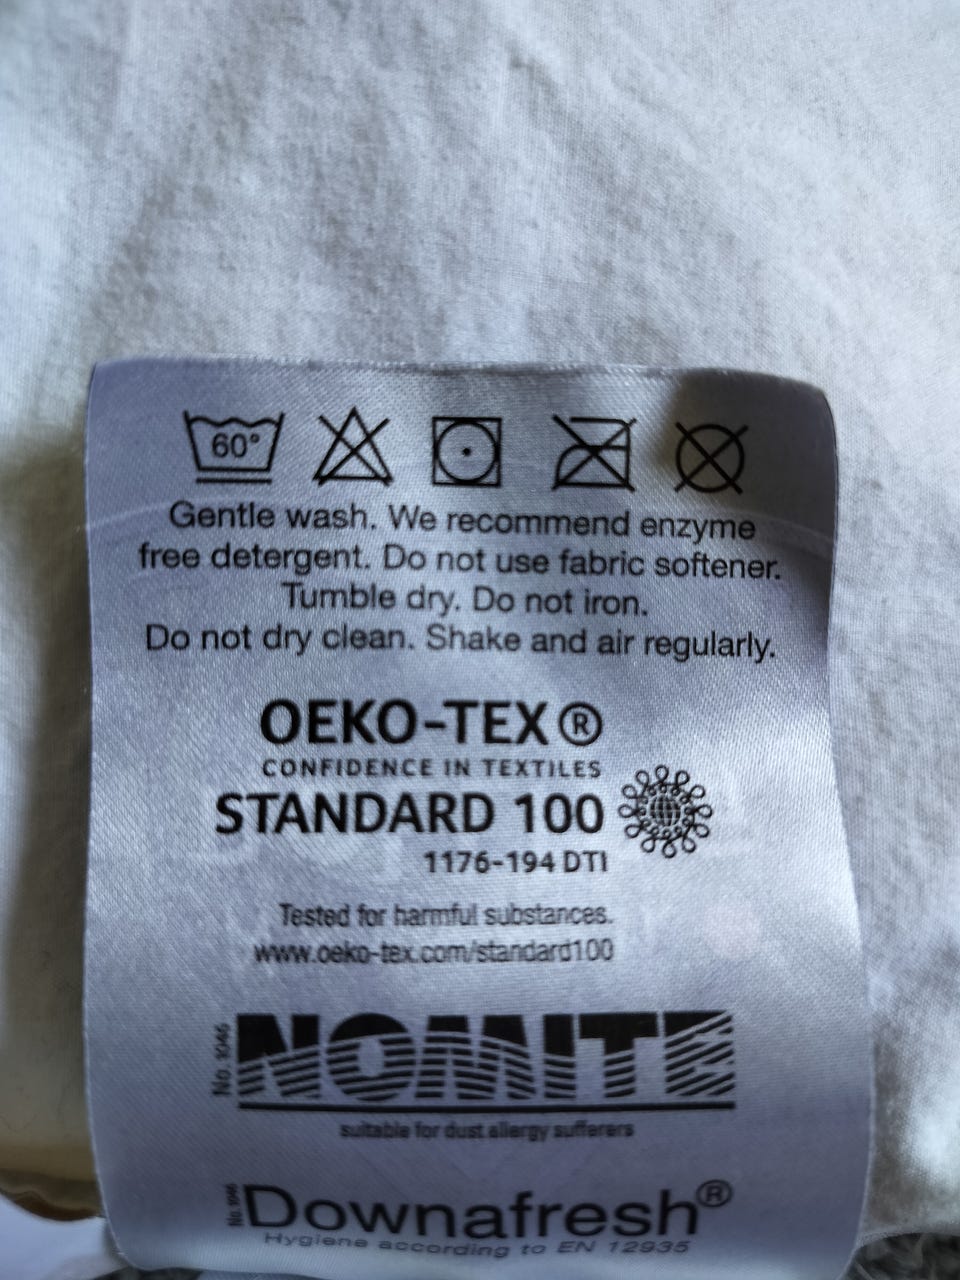 60°
Gentle wash. We recommend enzyme
free detergent. Do not use fabric softener.
Tumble dry. Do not iron.
Do not dry clean. Shake and air regularly.
OEKO-TEX®
CONFIDENCE IN TEXTILES
STANDARD 100
1176-194 DTI
Tested for harmful substances.
www.oeko-tex.com/standard100
No. 1046
NOMITE
suitable for dust allergy sufferers
No. 1046
Downafresh®
Hygiene according to EN 12935